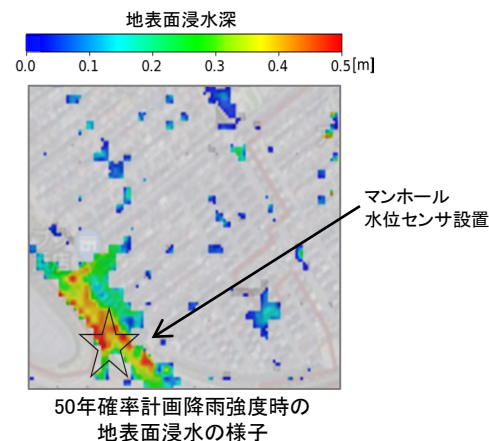 地表面浸水深
0.0 0.1 0.2 0.3 0.4 0.5[m]
マンホール
水位センサ設置
50年確率計画降雨強度時の
地表面浸水の様子